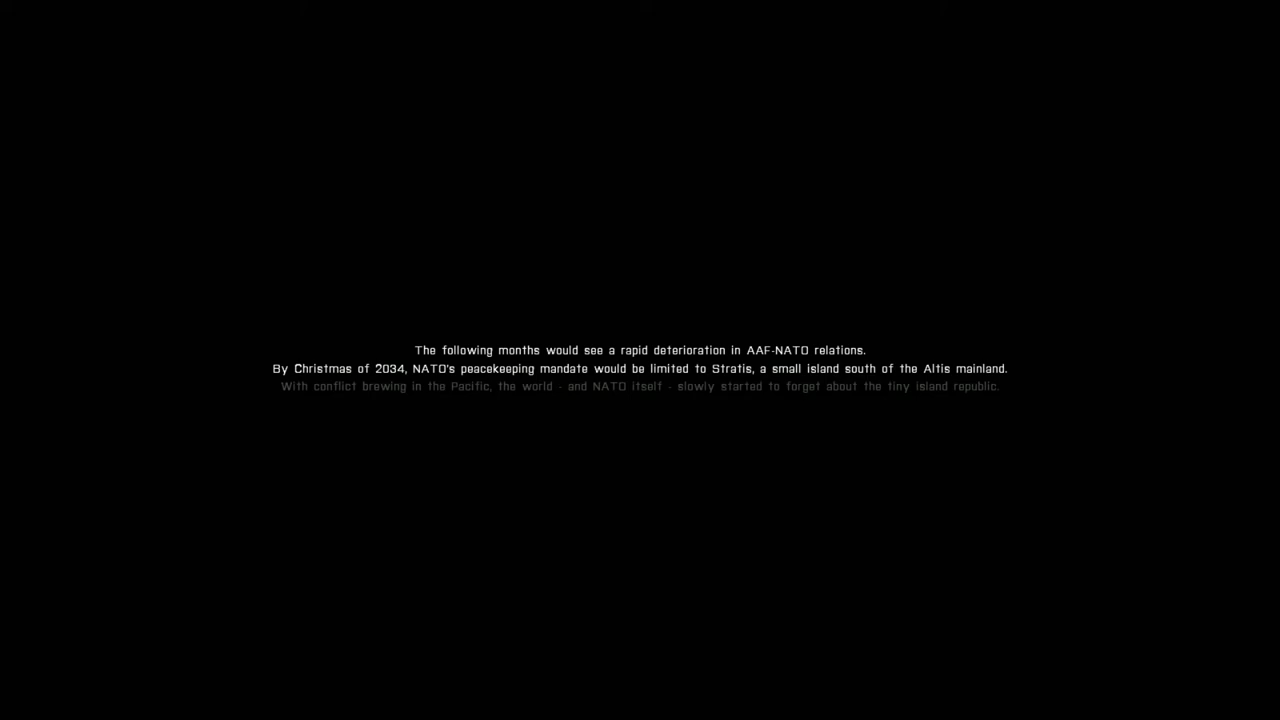 The following months would see a rapid deterioration in AAF-NATO relations.
By Christmas of 2034, NATO's peacekeeping mandate would be limited to Stratis, a small island south of the Altis mainland.
With conflict brewing in the Pacific, the world - and NATO itself - slowly started to forget about the tiny island republic.